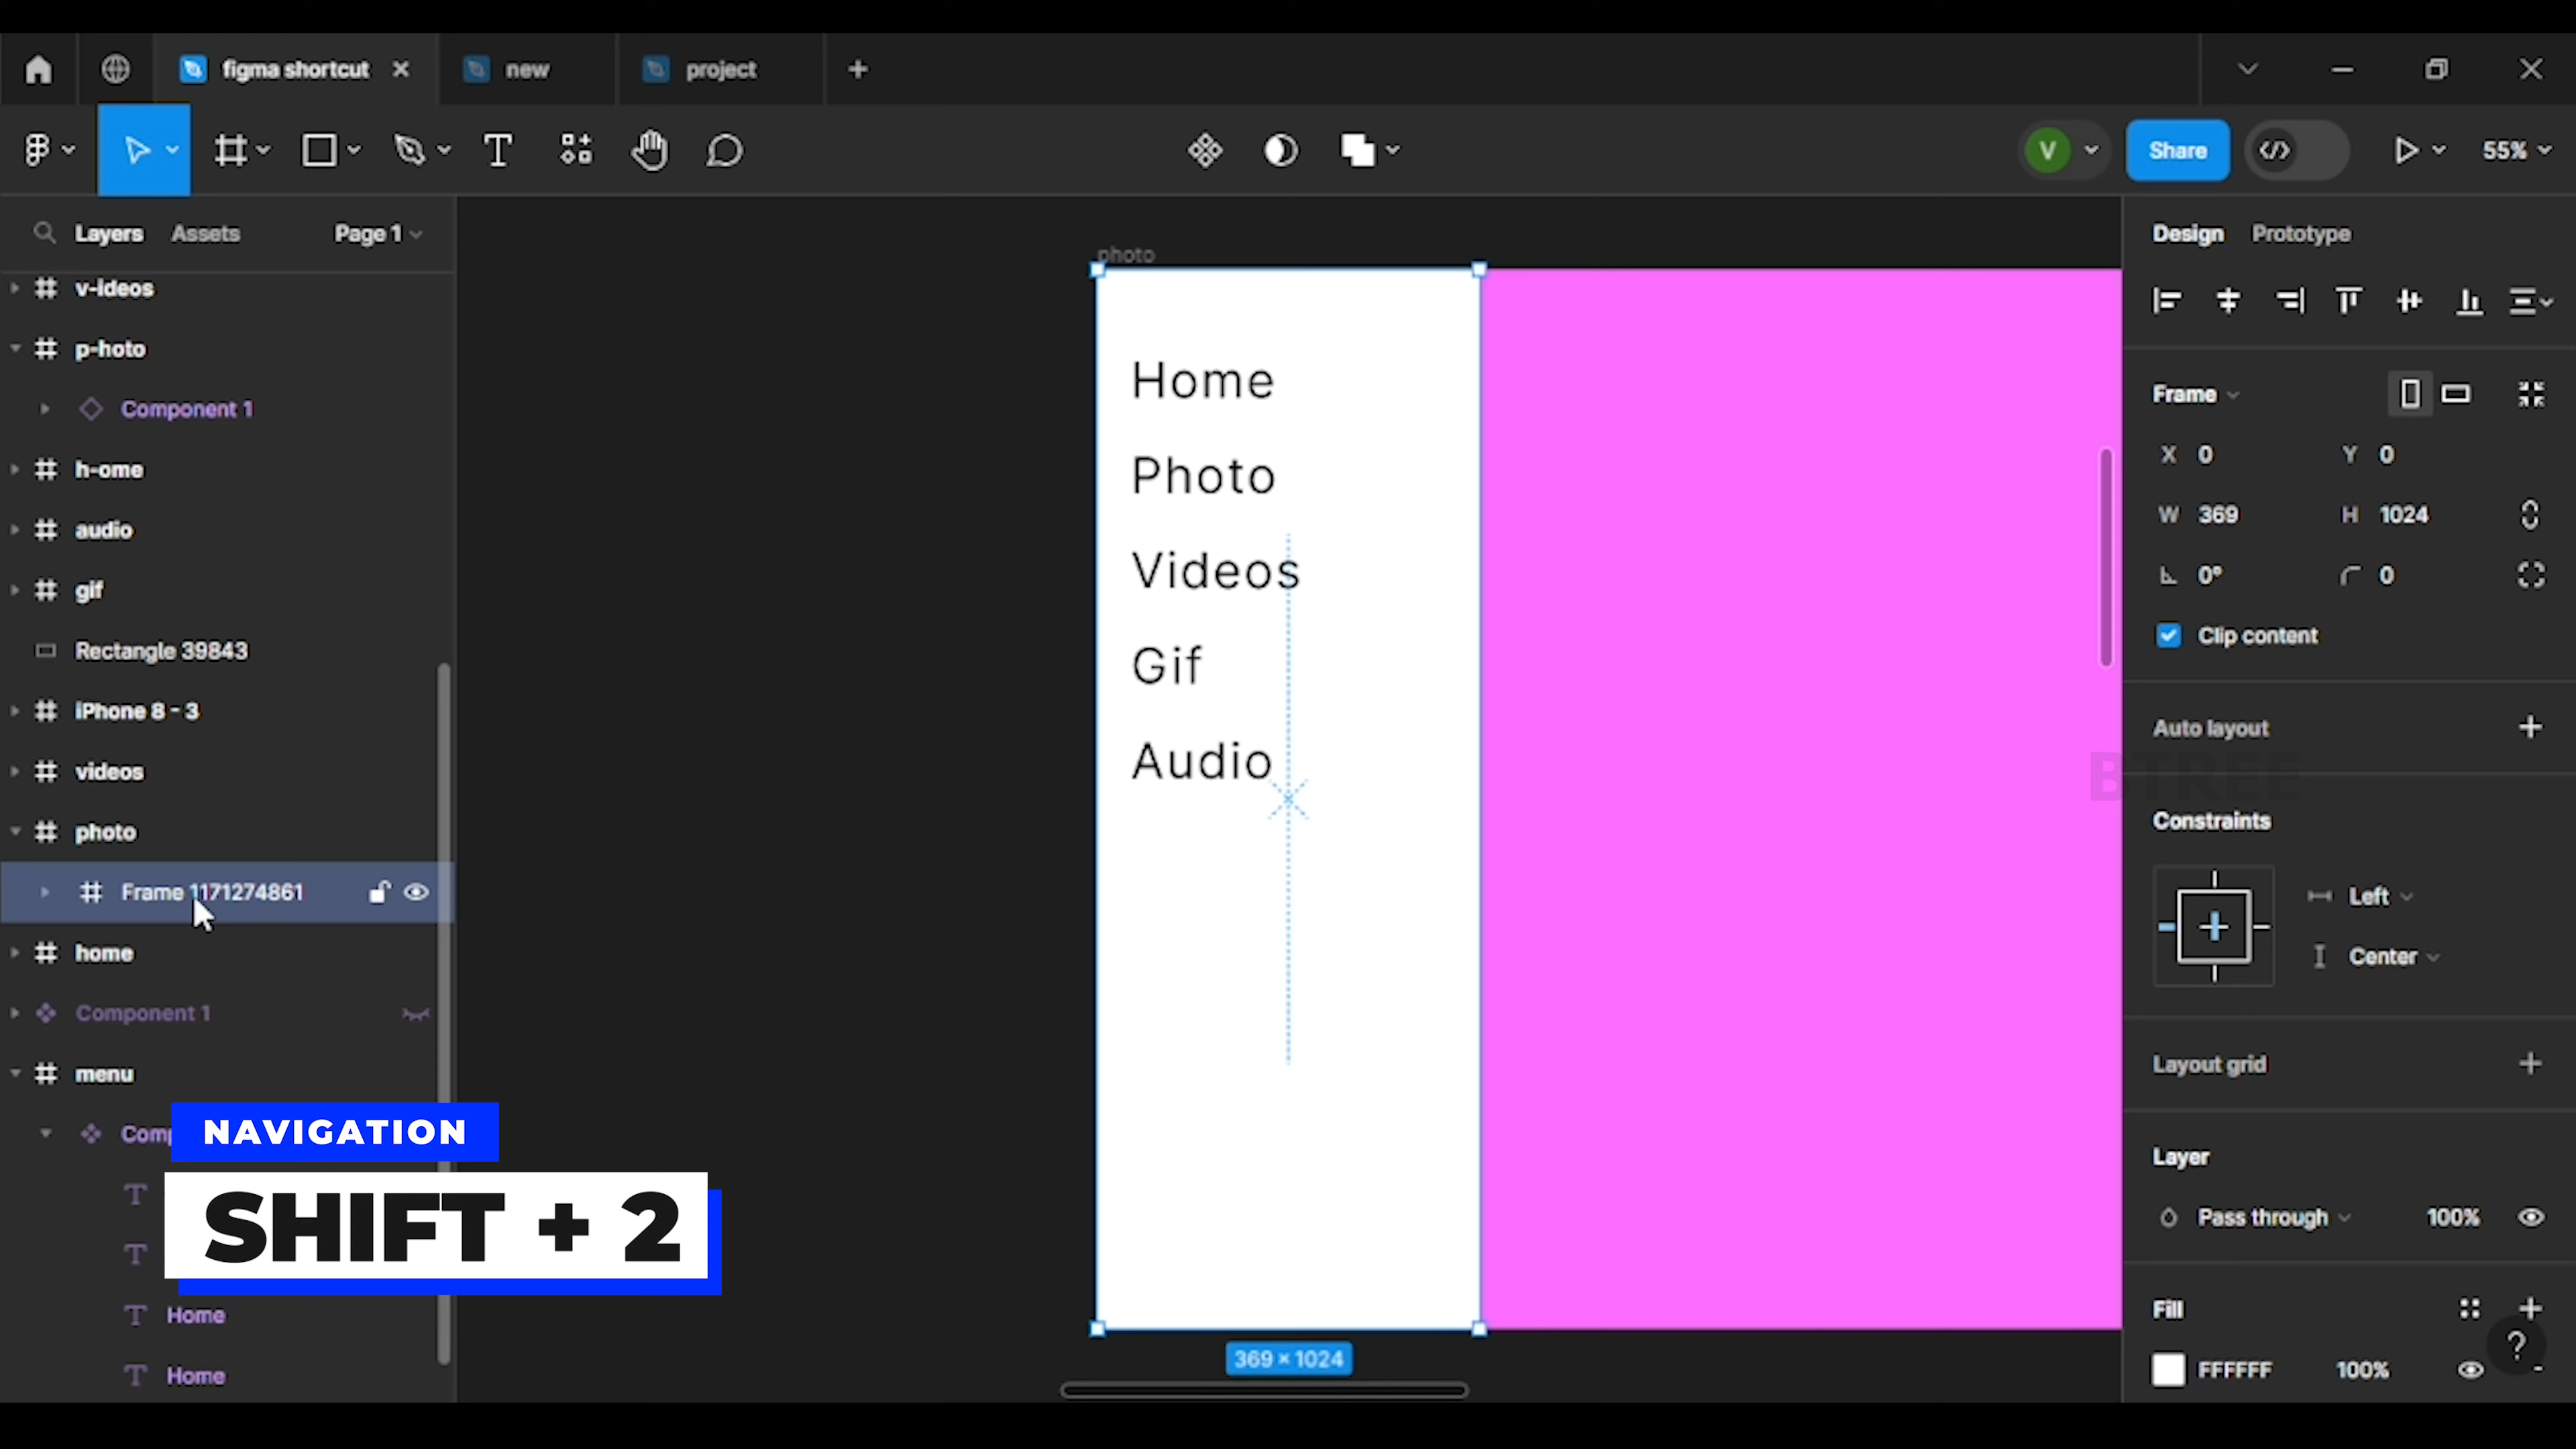 figma shortcut
new
project
V
Share
55%
Layers
Assets
Page 1
v-ideos
p-hoto
Component 1
h-ome
audio
gif
Rectangle 39843
iPhone 8 - 3
videos
photo
Frame 1171274861
home
Component 1
menu
Comp
Home
Home
NAVIGATION
SHIFT + 2
photo
Home
Photo
Videos
Gif
Audio
369 × 1024
Design
Prototype
Frame
X 0
Y 0
W 369
H 1024
0°
0
Clip content
Auto layout
BTREE
Constraints
Left
Center
Layout grid
Layer
Pass through
100%
Fill
FFFFFF
100%
?